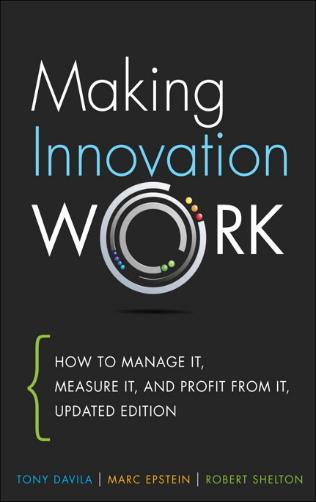 Making
Innovation
WORK
HOW TO MANAGE IT,
MEASURE IT, AND PROFIT FROM IT,
UPDATED EDITION
TONY DAVILA | MARC EPSTEIN | ROBERT SHELTON